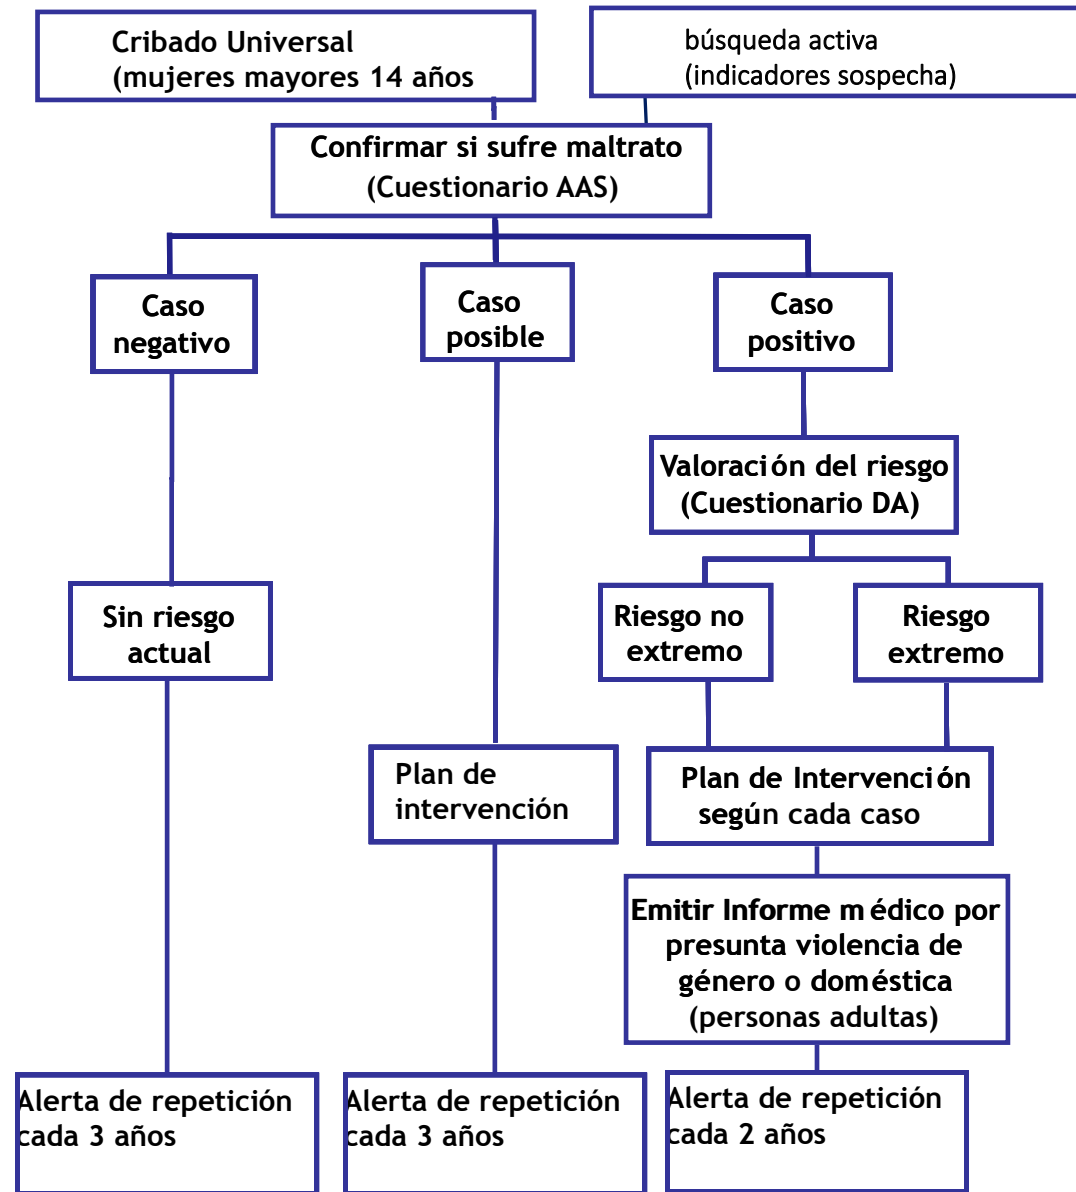 Cribado Universal
(mujeres mayores 14 años
búsqueda activa
(indicadores sospecha)
Confirmar si sufre maltrato
(Cuestionario AAS)
Caso
negativo
Caso
posible
Caso
positivo
Valoración del riesgo
(Cuestionario DA)
Sin riesgo
actual
Riesgo no
extremo
Riesgo
extremo
Plan de
intervención
Plan de Intervención
según cada caso
Emitir Informe médico por
presunta violencia de
género o doméstica
(personas adultas)
Alerta de repetición
cada 3 años
Alerta de repetición
cada 3 años
Alerta de repetición
cada 2 años